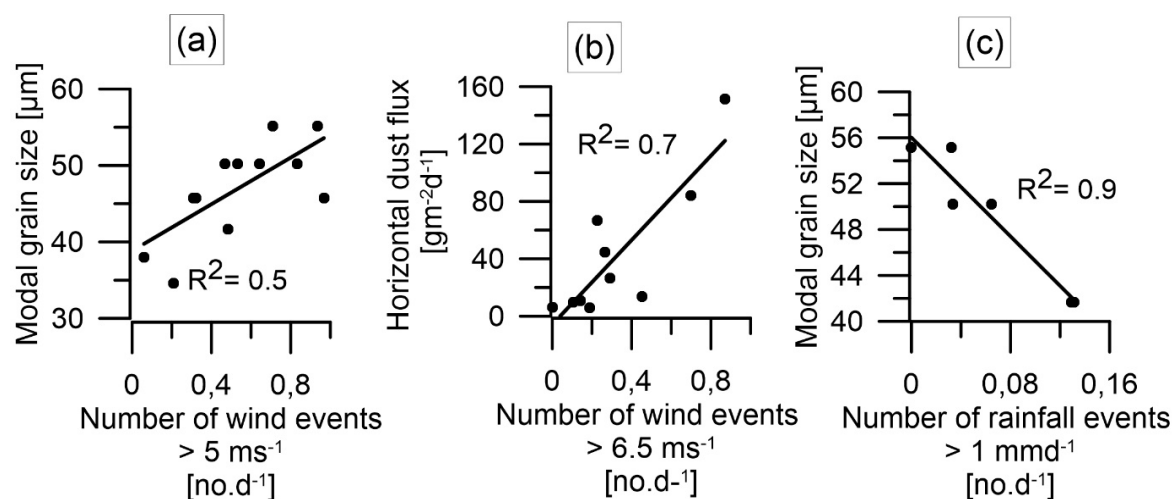 (a)
Modal grain size [µm]
60
50
40
30
R²= 0.5
0
0,4
0,8
Number of wind events
> 5 ms⁻¹
[no.d⁻¹]
(b)
Horizontal dust flux
[gm⁻²d⁻¹]
160
120
80
40
0
R²= 0.7
0
0,4
0,8
Number of wind events
> 6.5 ms⁻¹
[no.d-¹]
(c)
Modal grain size [µm]
60
56
52
48
44
40
R²= 0.9
0
0,08
0,16
Number of rainfall events
> 1 mmd⁻¹
[no.d⁻¹]